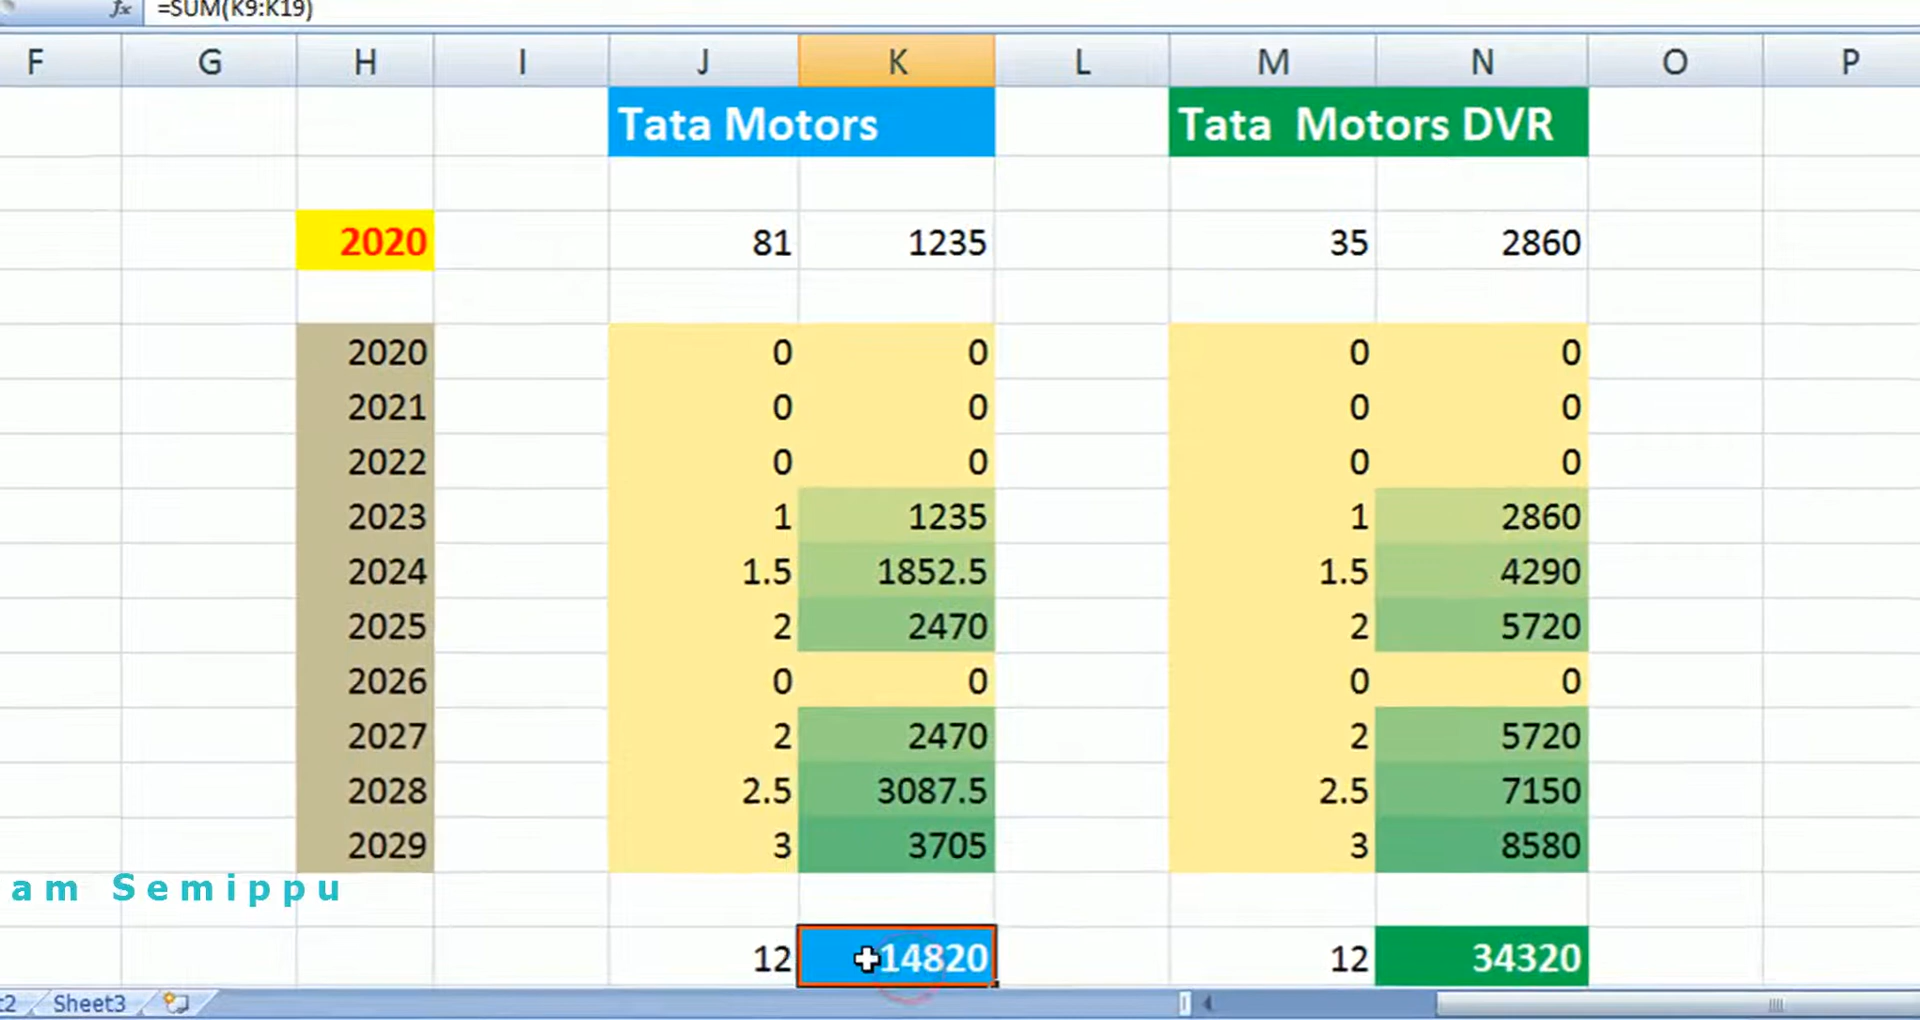 fx =SUM(K9:K19)
F G H I J K L M N O P
Tata Motors Tata Motors DVR
2020 81 1235 35 2860
2020 0 0 0 0
2021 0 0 0 0
2022 0 0 0 0
2023 1 1235 1 2860
2024 1.5 1852.5 1.5 4290
2025 2 2470 2 5720
2026 0 0 0 0
2027 2 2470 2 5720
2028 2.5 3087.5 2.5 7150
2029 3 3705 3 8580
am Semippu
12 14820 12 34320
t2 Sheet3